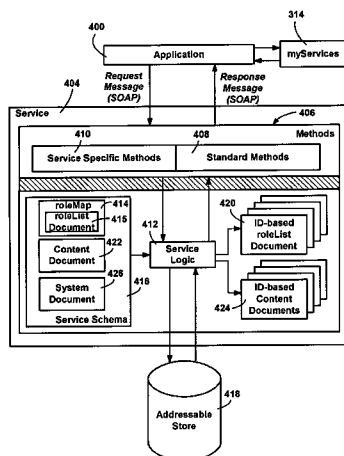 400
314
Application
myServices
Request
Message
(SOAP)
Response
Message
(SOAP)
404
Service
406
Methods
410
408
Service Specific Methods
Standard Methods
roleMap
414
roleList
Document
415
Content
Document
422
System
Document
426
416
Service Schema
412
Service
Logic
420
ID-based
roleList
Document
ID-based
Content
Documents
424
Addressable
Store
418